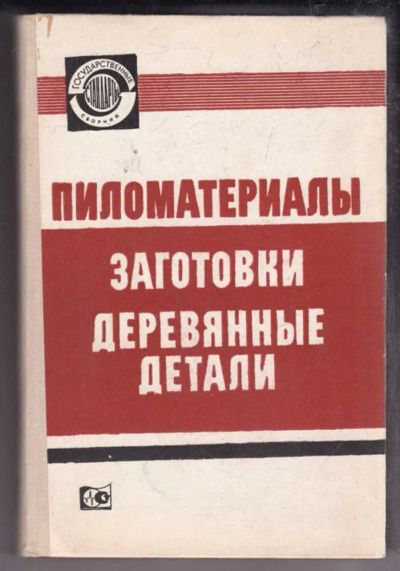 ГОСУДАРСТВЕННЫЕ
СТАНДАРТЫ
СБОРНИК
ПИЛОМАТЕРИАЛЫ
ЗАГОТОВКИ
ДЕРЕВЯННЫЕ
ДЕТАЛИ